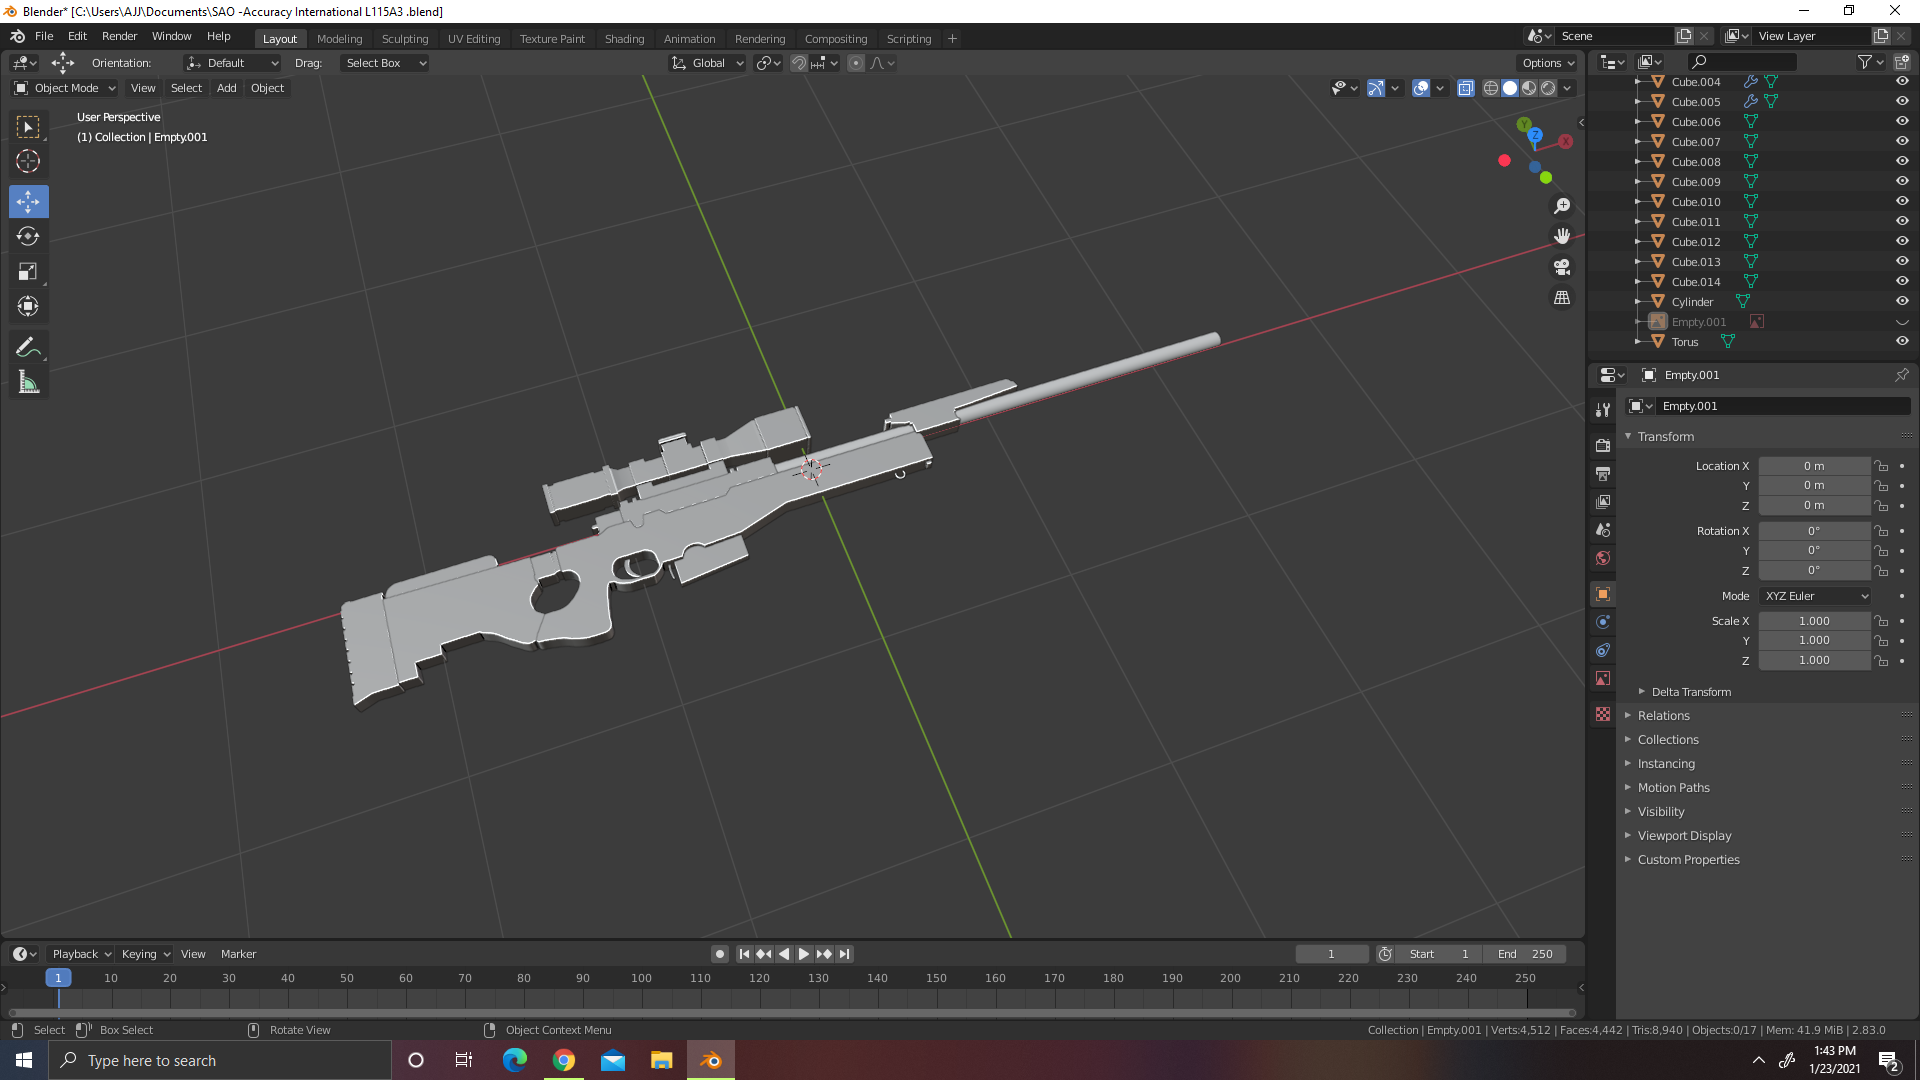 Blender* [C:\Users\AJJ\Documents\SAO -Accuracy International L115A3 .blend]
File Edit Render Window Help Layout Modeling Sculpting UV Editing Texture Paint Shading Animation Rendering Compositing Scripting + Scene View Layer
Orientation: Default Drag: Select Box Global Options
Object Mode View Select Add Object
User Perspective
(1) Collection | Empty.001
Y
Z
X
Cube.004
Cube.005
Cube.006
Cube.007
Cube.008
Cube.009
Cube.010
Cube.011
Cube.012
Cube.013
Cube.014
Cylinder
Empty.001
Torus
Empty.001
Empty.001
Transform
Location X 0 m
Y 0 m
Z 0 m
Rotation X 0°
Y 0°
Z 0°
Mode XYZ Euler
Scale X 1.000
Y 1.000
Z 1.000
Delta Transform
Relations
Collections
Instancing
Motion Paths
Visibility
Viewport Display
Custom Properties
Playback Keying View Marker 1 Start 1 End 250
1 10 20 30 40 50 60 70 80 90 100 110 120 130 140 150 160 170 180 190 200 210 220 230 240 250
Select Box Select Rotate View Object Context Menu Collection | Empty.001 | Verts:4,512 | Faces:4,442 | Tris:8,940 | Objects:0/17 | Mem: 41.9 MiB | 2.83.0
Type here to search
1:43 PM
1/23/2021
2